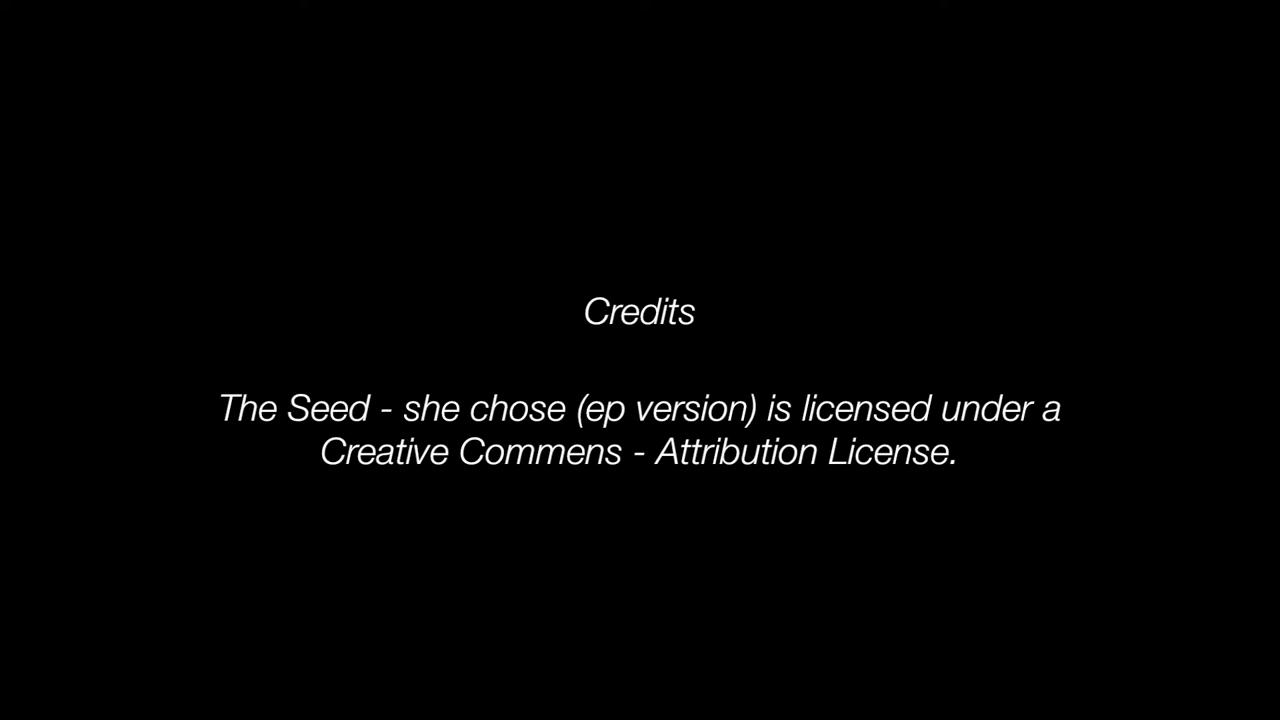 Credits
The Seed - she chose (ep version) is licensed under a
Creative Commens - Attribution License.